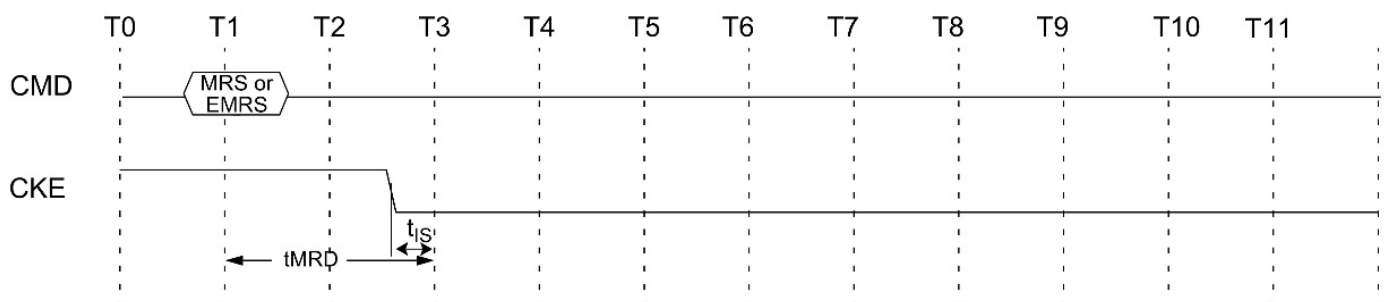 T0 T1 T2 T3 T4 T5 T6 T7 T8 T9 T10 T11
CMD
MRS or
EMRS
CKE
tIS
tMRD